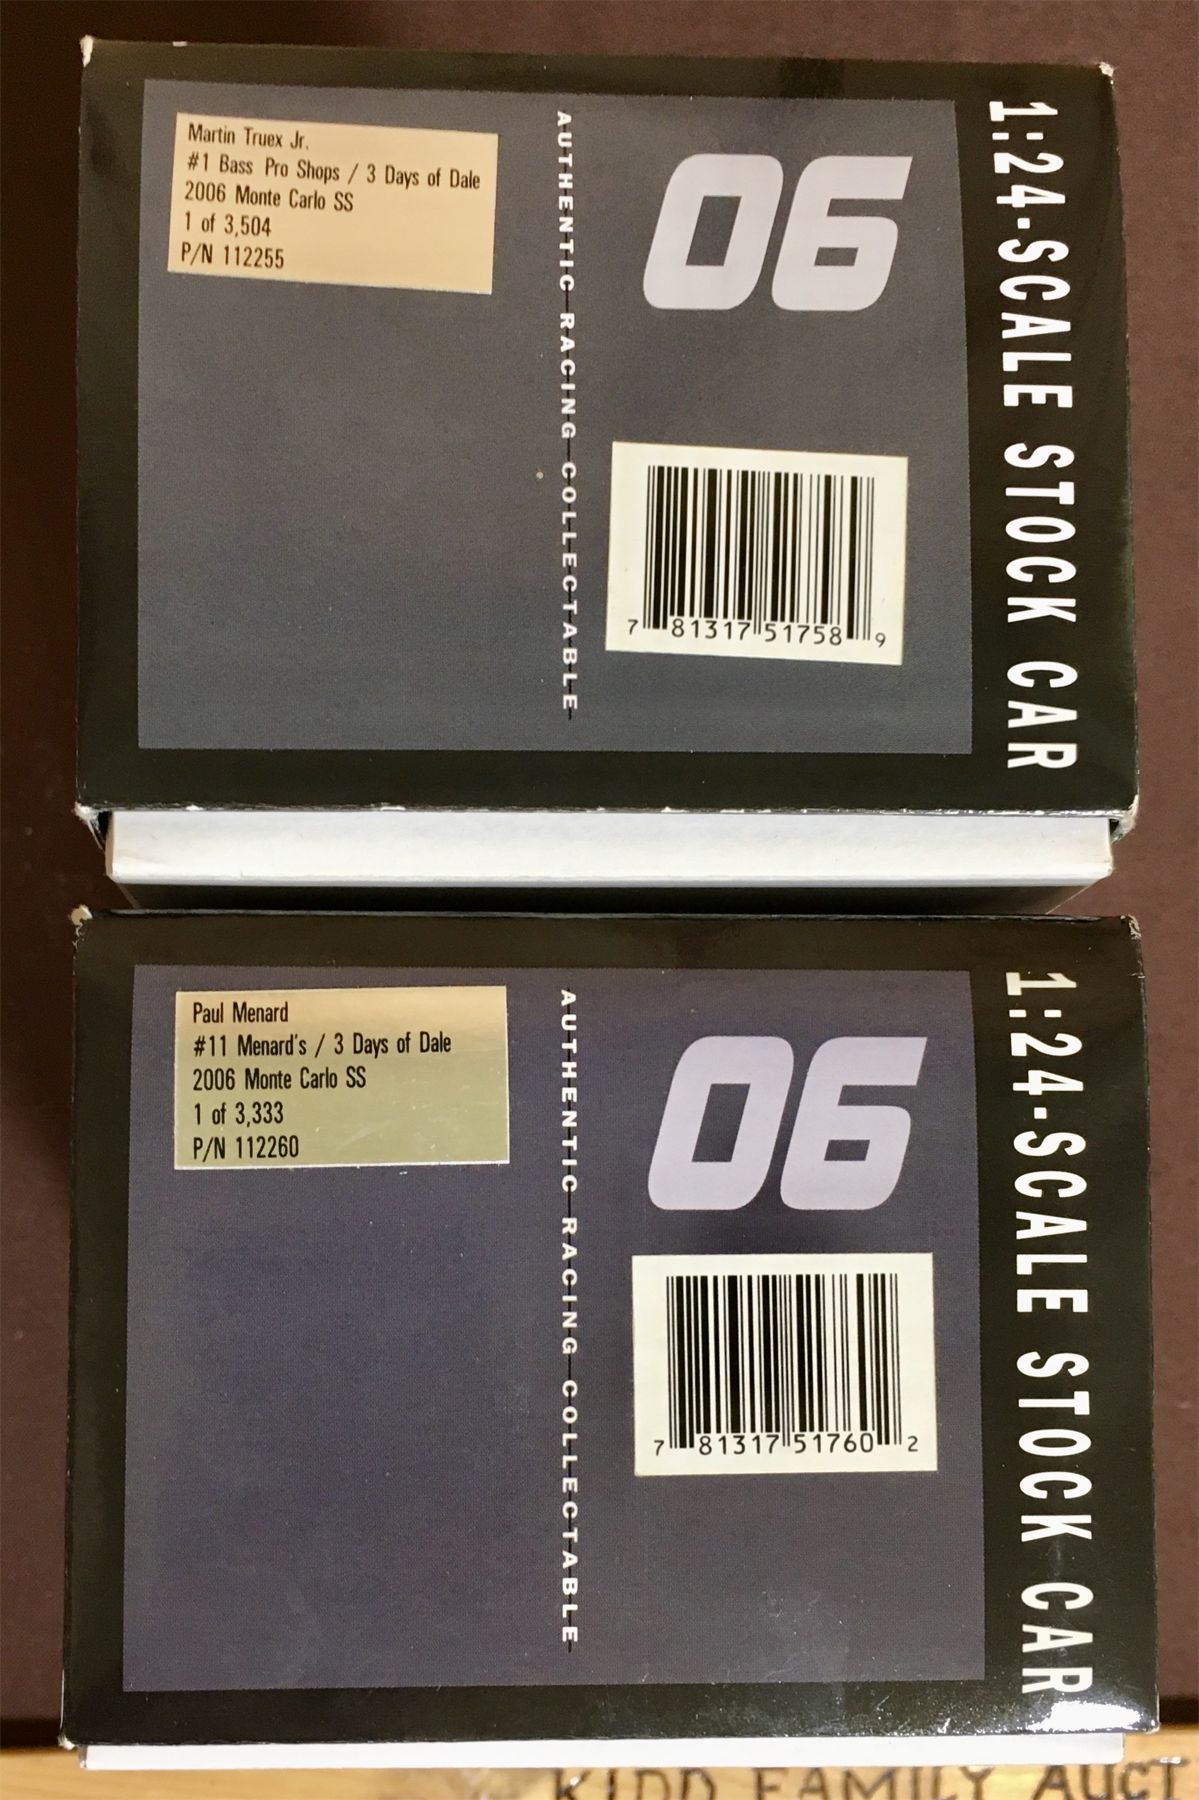 Martin Truex Jr.
#1 Bass Pro Shops / 3 Days of Dale
2006 Monte Carlo SS
1 of 3,504
P/N 112255
AUTHENTIC RACING COLLECTABLE
06
7 81317 51758 9
1:24-SCALE STOCK CAR
Paul Menard
#11 Menard's / 3 Days of Dale
2006 Monte Carlo SS
1 of 3,333
P/N 112260
AUTHENTIC RACING COLLECTABLE
06
7 81317 51760 2
1:24-SCALE STOCK CAR
KIDD FAMILY AUCT